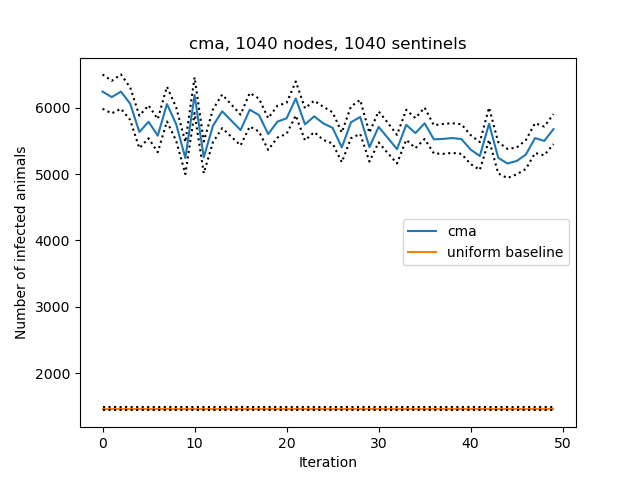 cma, 1040 nodes, 1040 sentinels
Number of infected animals
6000
5000
4000
3000
2000
cma
uniform baseline
0
10
20
30
40
50
Iteration